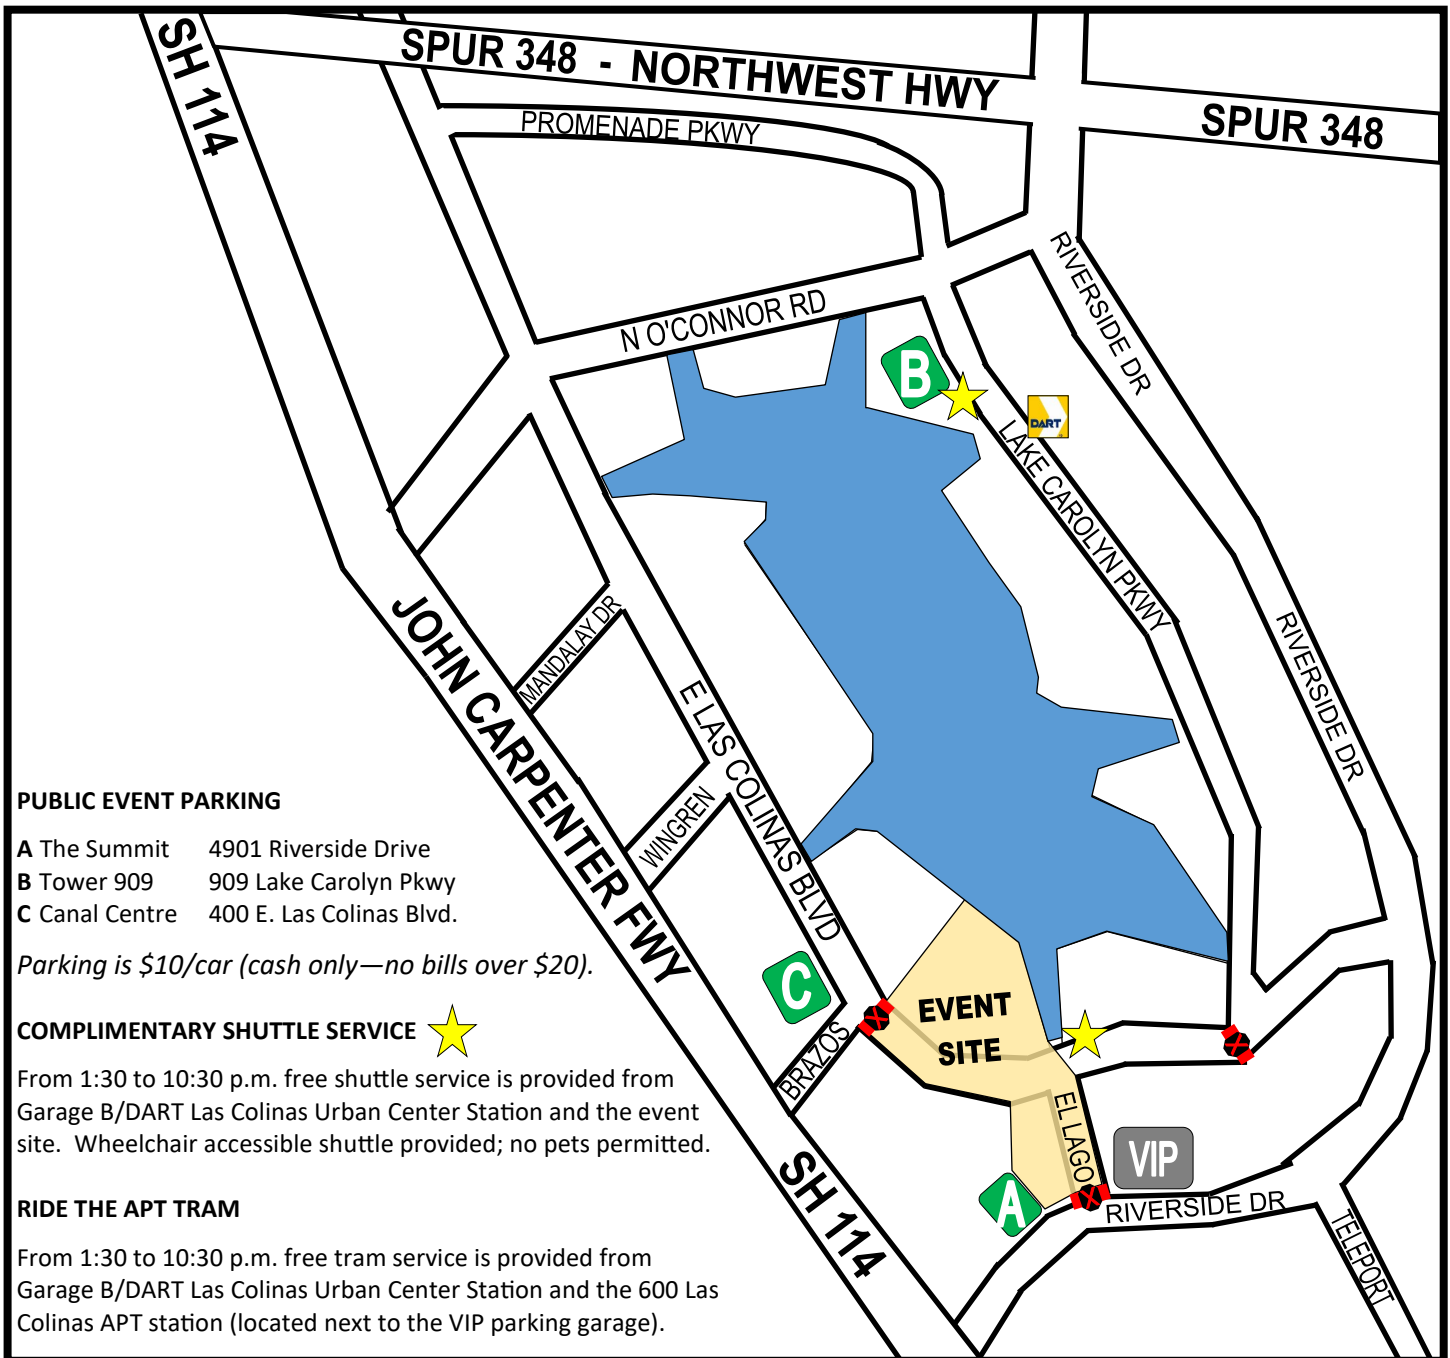 SH 114
SPUR 348 - NORTHWEST HWY
SPUR 348
PROMENADE PKWY
N O'CONNOR RD
RIVERSIDE DR
B
DART
LAKE CAROLYN PKWY
RIVERSIDE DR
JOHN CARPENTER FWY
MANDALAY DR
E LAS COLINAS BLVD
WINGREN
C
BRAZOS
EVENT
SITE
X
X
EL LAGO
VIP
A
X
RIVERSIDE DR
TELEPORT
SH 114
PUBLIC EVENT PARKING
A The Summit 4901 Riverside Drive
B Tower 909 909 Lake Carolyn Pkwy
C Canal Centre 400 E. Las Colinas Blvd.
Parking is $10/car (cash only—no bills over $20).
COMPLIMENTARY SHUTTLE SERVICE
From 1:30 to 10:30 p.m. free shuttle service is provided from
Garage B/DART Las Colinas Urban Center Station and the event
site. Wheelchair accessible shuttle provided; no pets permitted.
RIDE THE APT TRAM
From 1:30 to 10:30 p.m. free tram service is provided from
Garage B/DART Las Colinas Urban Center Station and the 600 Las
Colinas APT station (located next to the VIP parking garage).